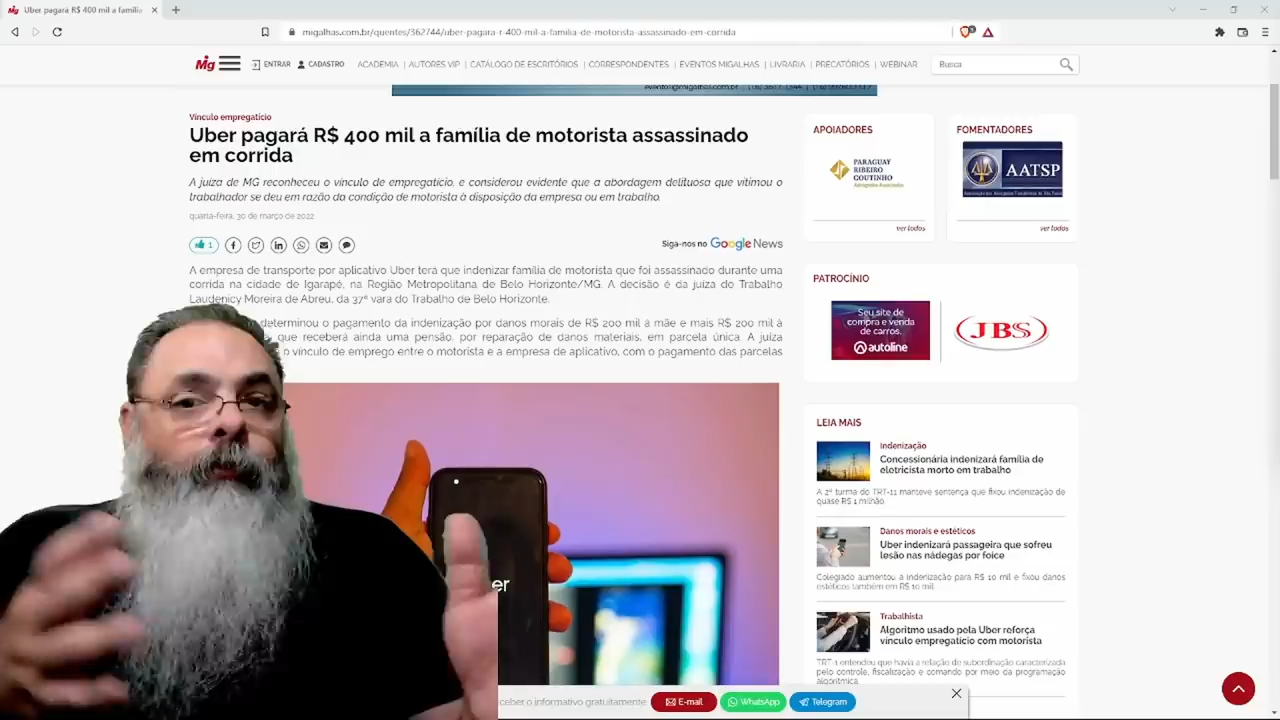 Uber pagará R$ 400 mil a família
migalhas.com.br/quentes/362744/uber-pagara-r-400-mil-a-familia-de-motorista-assassinado-em-corrida
Mig
ENTRAR
CADASTRO
ACADEMIA
AUTORES VIP
CATÁLOGO DE ESCRITÓRIOS
CORRESPONDENTES
EVENTOS MIGALHAS
LIVRARIA
PRECATÓRIOS
WEBINAR
Busca
Vínculo empregatício
Uber pagará R$ 400 mil a família de motorista assassinado
em corrida
A juíza de MG reconheceu o vínculo de empregatício, e considerou evidente que a abordagem delituosa que vitimou o
trabalhador se deu em razão da condição de motorista à disposição da empresa ou em trabalho.
quarta-feira, 30 de março de 2022
1
Siga-nos no Google News
A empresa de transporte por aplicativo Uber terá que indenizar família de motorista que foi assassinado durante uma
corrida na cidade de Igarapé, na Região Metropolitana de Belo Horizonte/MG. A decisão é da juíza do Trabalho
Laudenicy Moreira de Abreu, da 37ª vara do Trabalho de Belo Horizonte.
determinou o pagamento da indenização por danos morais de R$ 200 mil à mãe e mais R$ 200 mil à
que receberá ainda uma pensão, por reparação de danos materiais, em parcela única. A juíza
o vínculo de emprego entre o motorista e a empresa de aplicativo, com o pagamento das parcelas
er
ceber o informativo gratuitamente
E-mail
WhatsApp
Telegram
APOIADORES
PARAGUAY
RIBEIRO
COUTINHO
Advogados Associados
ver todos
FOMENTADORES
AATSP
ver todos
PATROCÍNIO
Seu site de
compra e venda
de carros.
autoline
JBS
LEIA MAIS
Indenização
Concessionária indenizará família de
eletricista morto em trabalho
A 2ª turma do TRT-11 manteve sentença que fixou indenização de
quase R$ 1 milhão.
Danos morais e estéticos
Uber indenizará passageira que sofreu
lesão nas nádegas por foice
Colegiado aumentou a indenização para R$ 10 mil e fixou danos
estéticos também em R$ 10 mil.
Trabalhista
Algoritmo usado pela Uber reforça
vínculo empregatício com motorista
TRT-1 entendeu que havia a relação de subordinação caracterizada
pelo controle, fiscalização e comando por meio da programação
algorítmica.